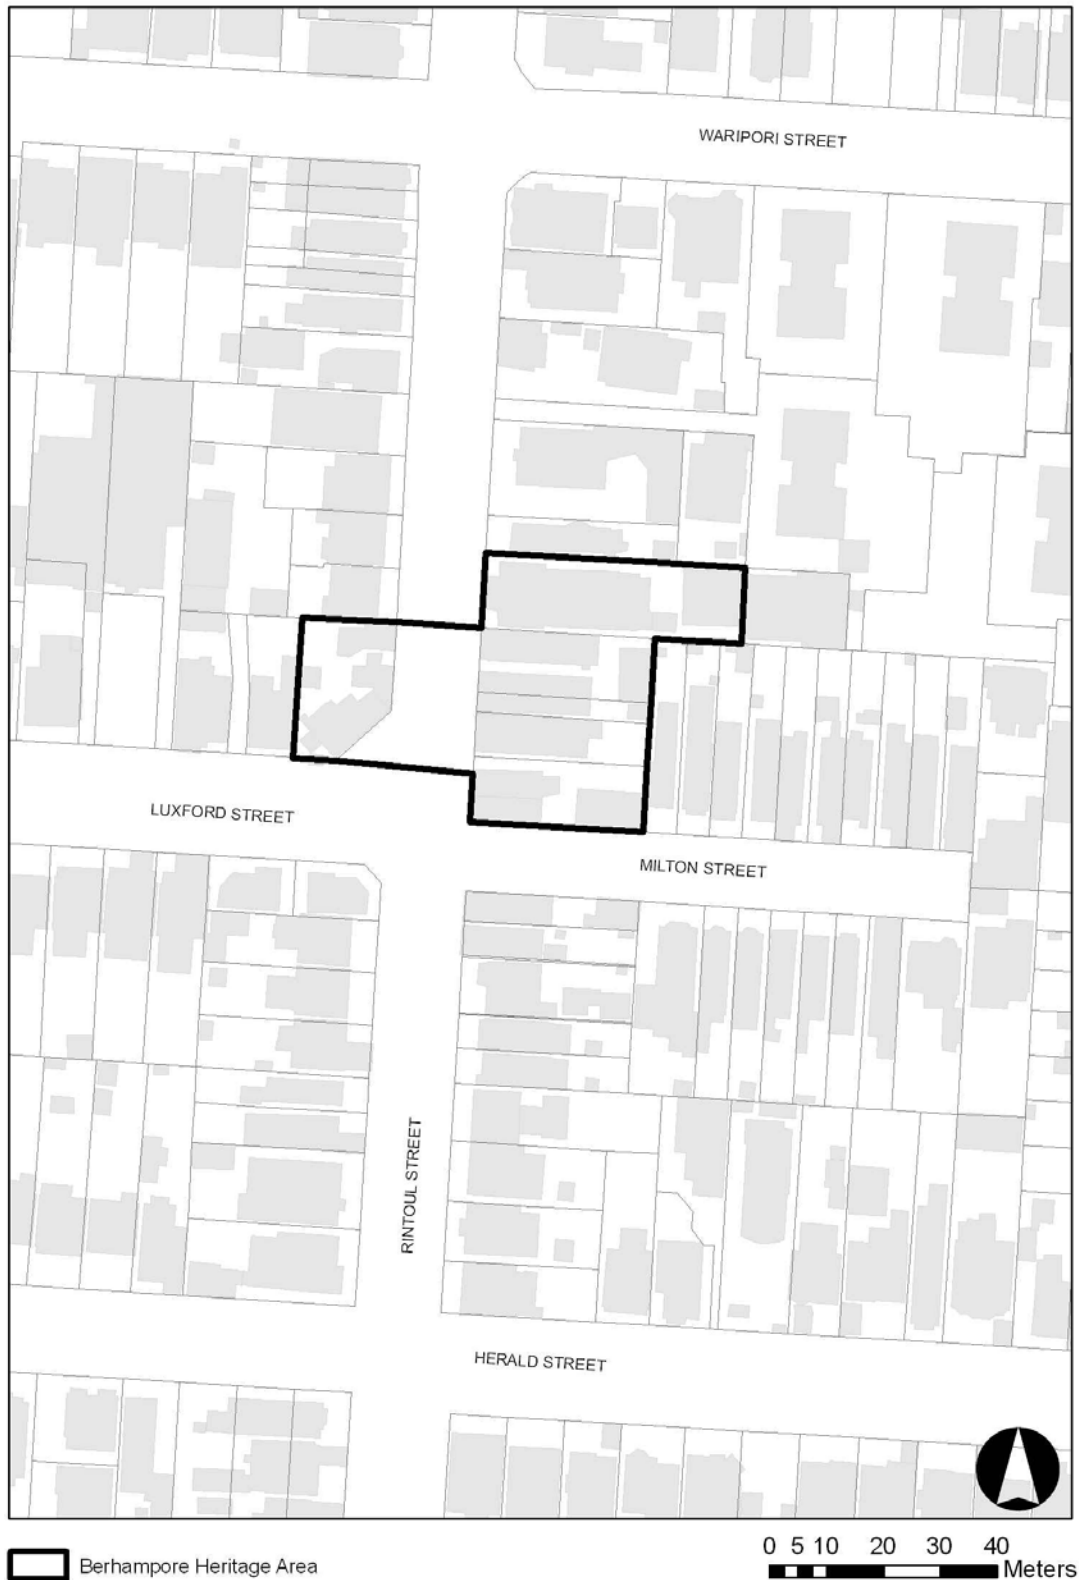 WARIPORI STREET
LUXFORD STREET
MILTON STREET
RINTOUL STREET
HERALD STREET
Berhampore Heritage Area
0 5 10 20 30 40
Meters